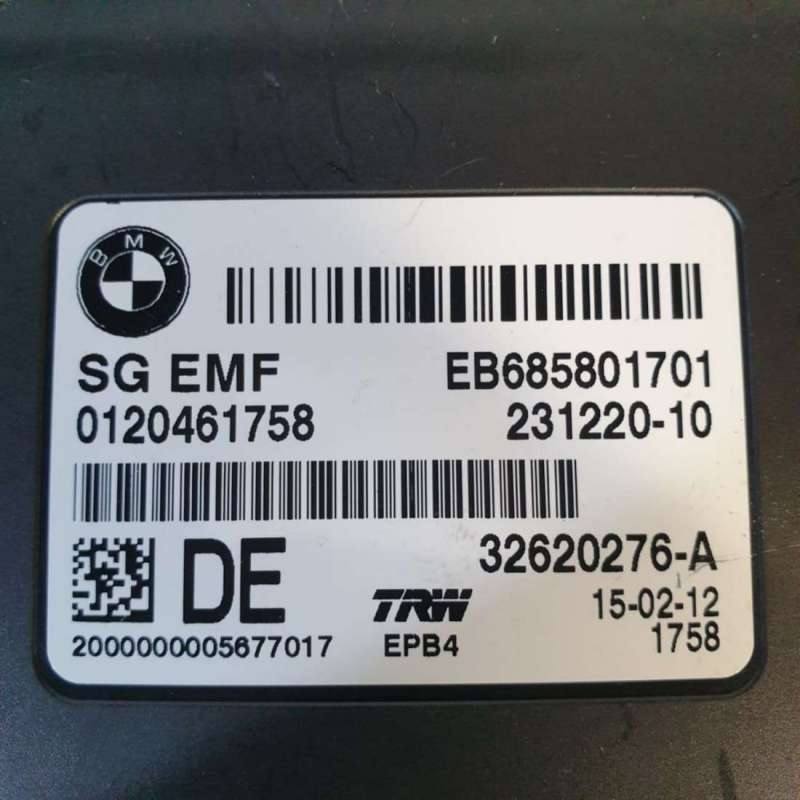 BMW
SG EMF EB685801701
0120461758 231220-10
DE 32620276-A
TRW 15-02-12
2000000005677017 EPB4 1758